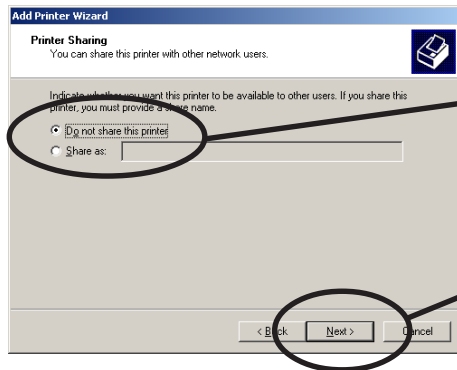 Add Printer Wizard
Printer Sharing
You can share this printer with other network users.
Indicate whether you want this printer to be available to other users. If you share this
printer, you must provide a share name.
Do not share this printer
Share as:
< Back Next > Cancel